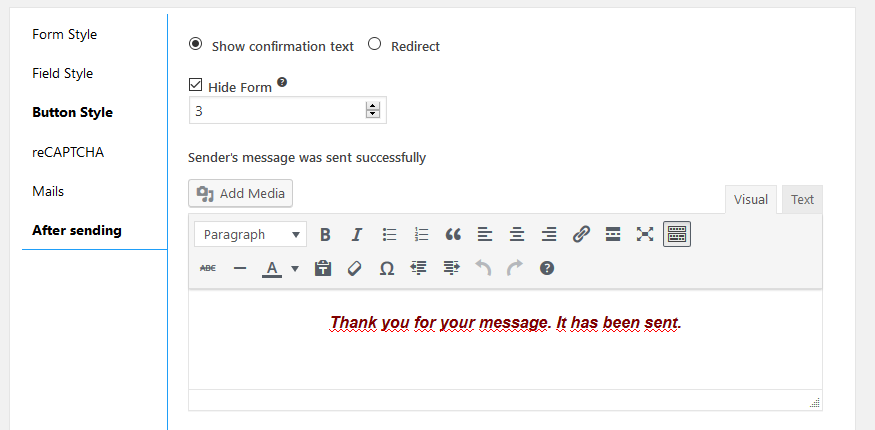 Form Style
Field Style
Button Style
reCAPTCHA
Mails
After sending
Show confirmation text Redirect
Hide Form ?
3
Sender's message was sent successfully
Add Media
Visual Text
Paragraph B I “ A
ABC A T Ω ?
Thank you for your message. It has been sent.